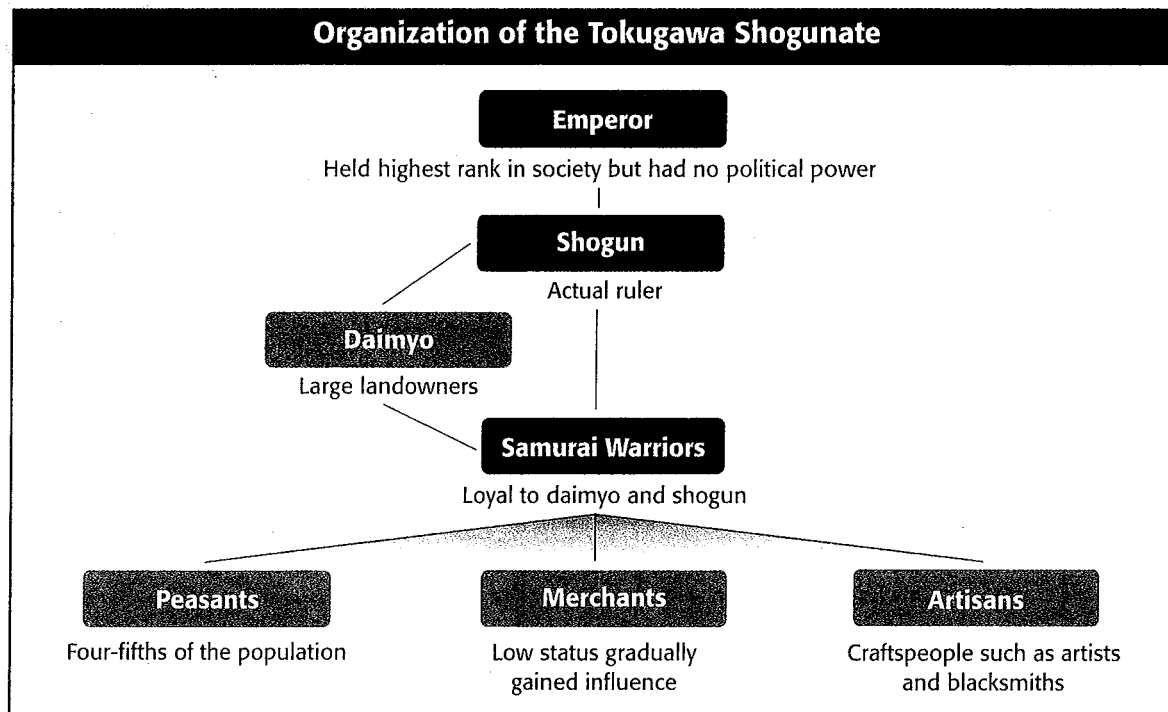 Organization of the Tokugawa Shogunate
Emperor
Held highest rank in society but had no political power
Shogun
Actual ruler
Daimyo
Large landowners
Samurai Warriors
Loyal to daimyo and shogun
Peasants
Four-fifths of the population
Merchants
Low status gradually
gained influence
Artisans
Craftspeople such as artists
and blacksmiths